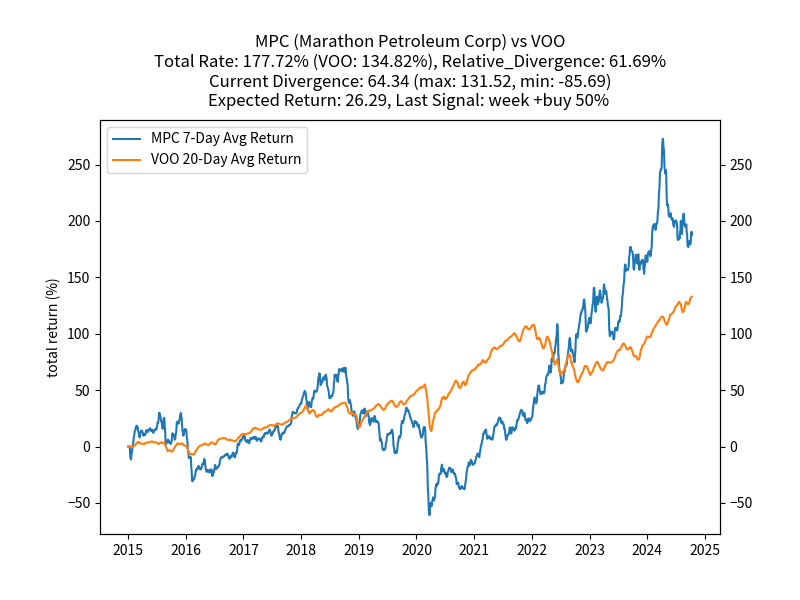 MPC (Marathon Petroleum Corp) vs VOO
Total Rate: 177.72% (VOO: 134.82%), Relative_Divergence: 61.69%
Current Divergence: 64.34 (max: 131.52, min: -85.69)
Expected Return: 26.29, Last Signal: week +buy 50%
MPC 7-Day Avg Return
VOO 20-Day Avg Return
total return (%)
250
200
150
100
50
0
−50
250
200
150
100
50
0
−50
2015 2016 2017 2018 2019 2020 2021 2022 2023 2024 2025